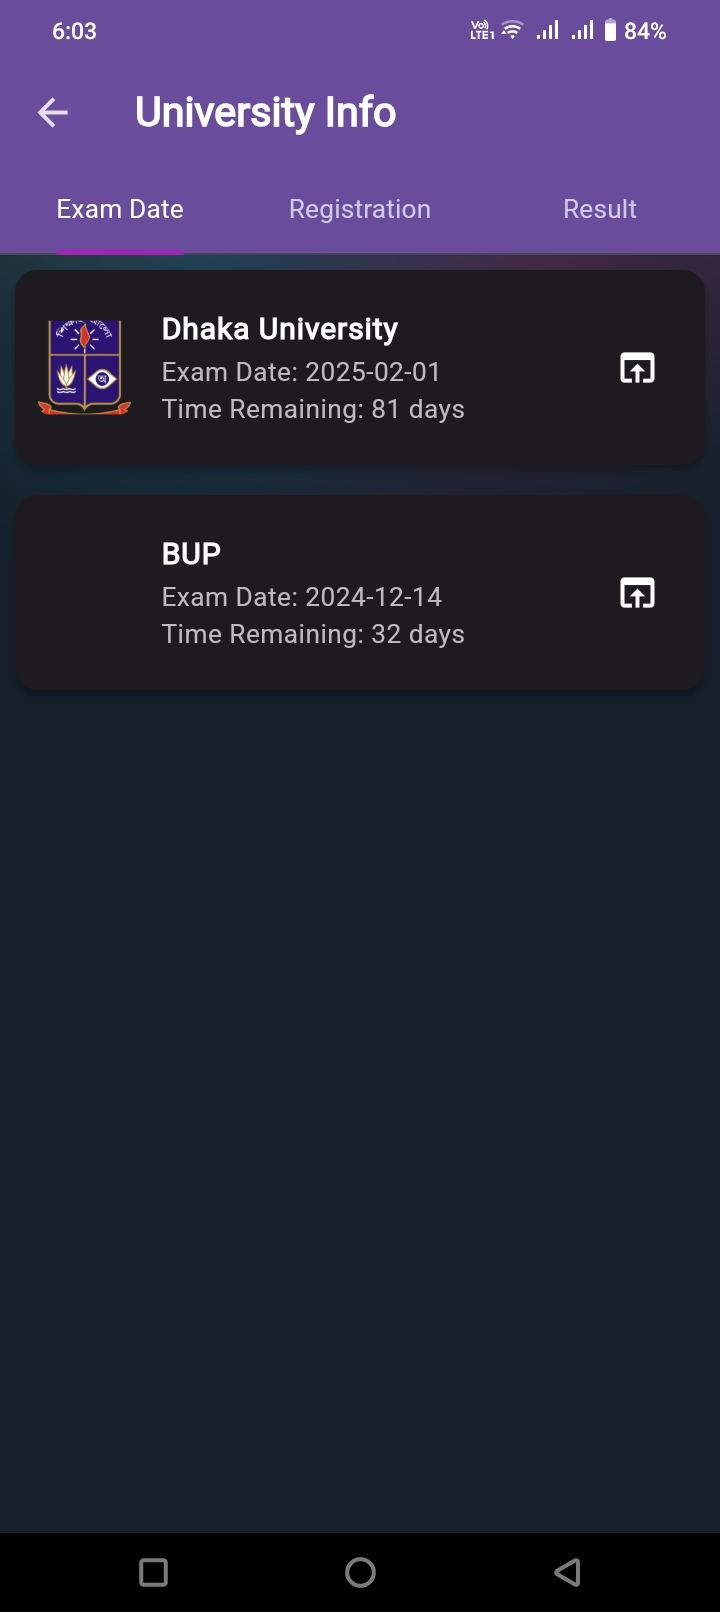 6:03
Vo))
LTE1
84%
University Info
Exam Date
Registration
Result
Dhaka University
Exam Date: 2025-02-01
Time Remaining: 81 days
BUP
Exam Date: 2024-12-14
Time Remaining: 32 days